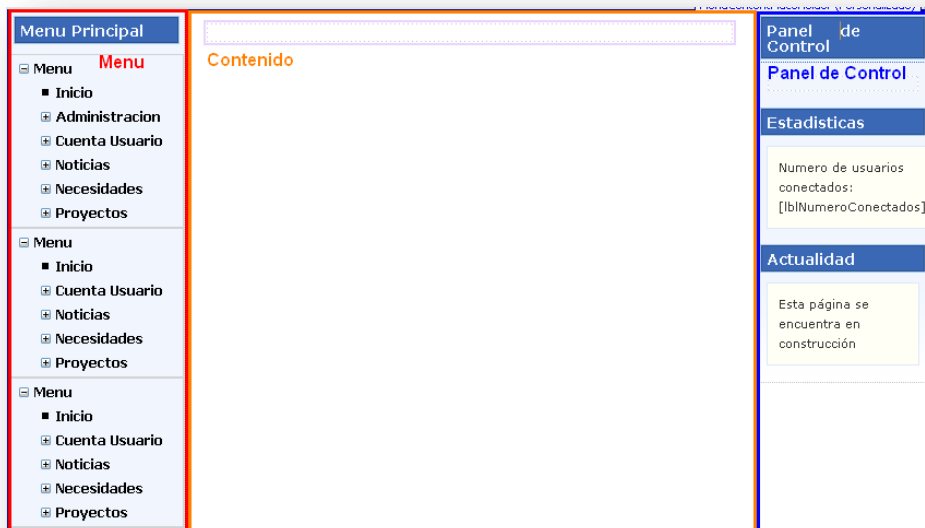 Menu Principal
Menu
Menu
Inicio
Administracion
Cuenta Usuario
Noticias
Necesidades
Proyectos
Menu
Inicio
Cuenta Usuario
Noticias
Necesidades
Proyectos
Menu
Inicio
Cuenta Usuario
Noticias
Necesidades
Proyectos
Contenido
Panel de
Control
Panel de Control
Estadisticas
Numero de usuarios
conectados:
[lblNumeroConectados]
Actualidad
Esta página se
encuentra en
construcción